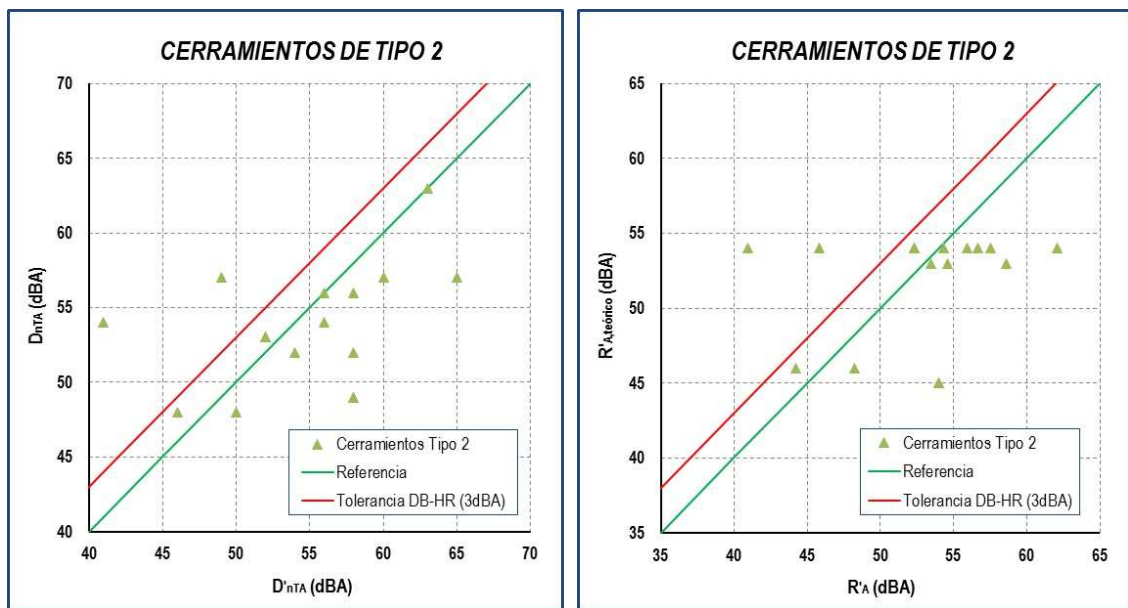 CERRAMIENTOS DE TIPO 2
70
65
60
55
50
45
40
40 45 50 55 60 65 70
DnTA (dBA)
D'nTA (dBA)
Cerramientos Tipo 2
Referencia
Tolerancia DB-HR (3dBA)
CERRAMIENTOS DE TIPO 2
65
60
55
50
45
40
35
35 40 45 50 55 60 65
R'A,teórico (dBA)
R'A (dBA)
Cerramientos Tipo 2
Referencia
Tolerancia DB-HR (3dBA)